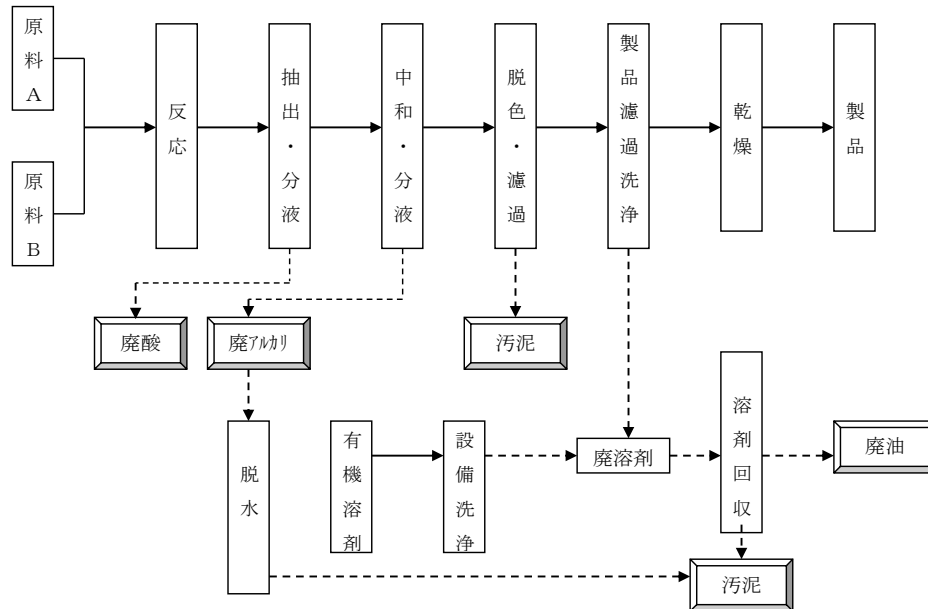 原料A
原料B
反応
抽出・分液
中和・分液
脱色・濾過
製品濾過洗浄
乾燥
製品
廃酸
廃ｱﾙｶﾘ
汚泥
脱水
有機溶剤
設備洗浄
廃溶剤
溶剤回収
廃油
汚泥